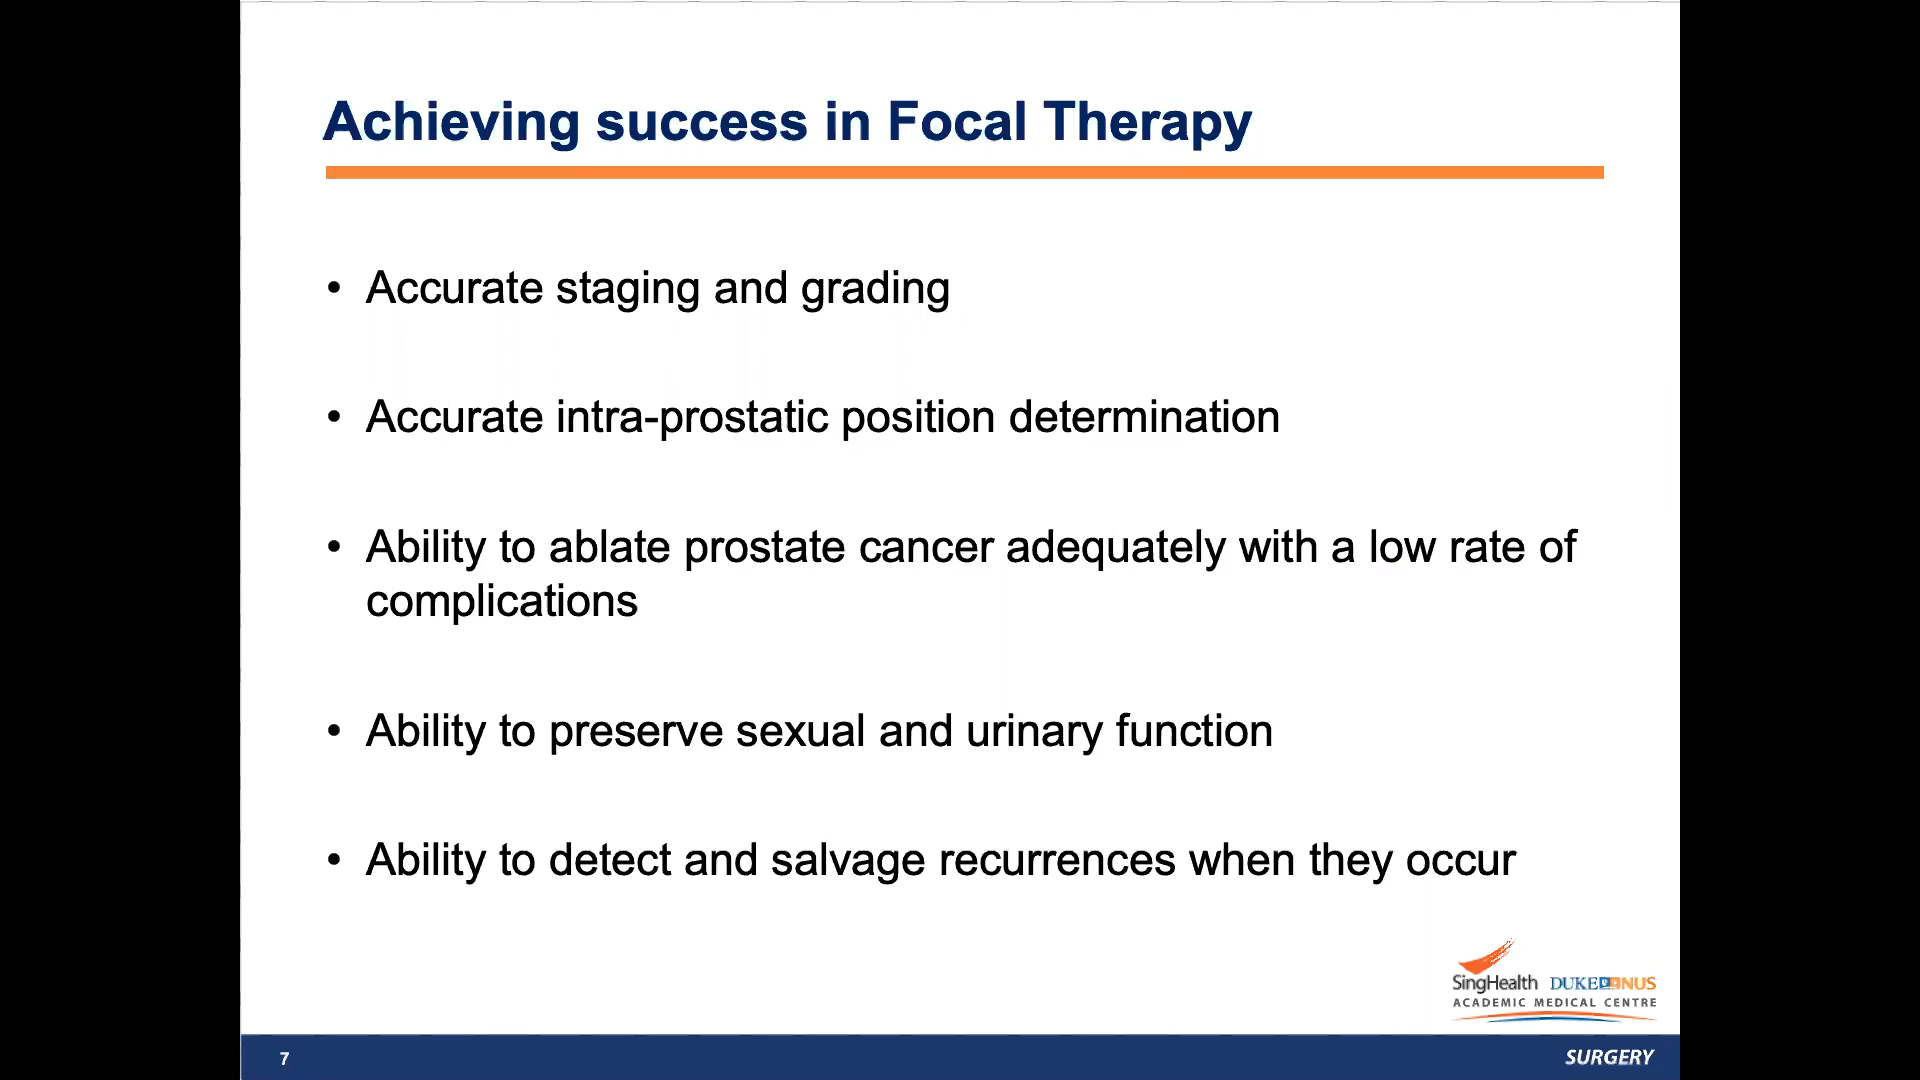 Achieving success in Focal Therapy
• Accurate staging and grading
• Accurate intra-prostatic position determination
• Ability to ablate prostate cancer adequately with a low rate of
complications
• Ability to preserve sexual and urinary function
• Ability to detect and salvage recurrences when they occur
SingHealth DUKE NUS
ACADEMIC MEDICAL CENTRE
7
SURGERY